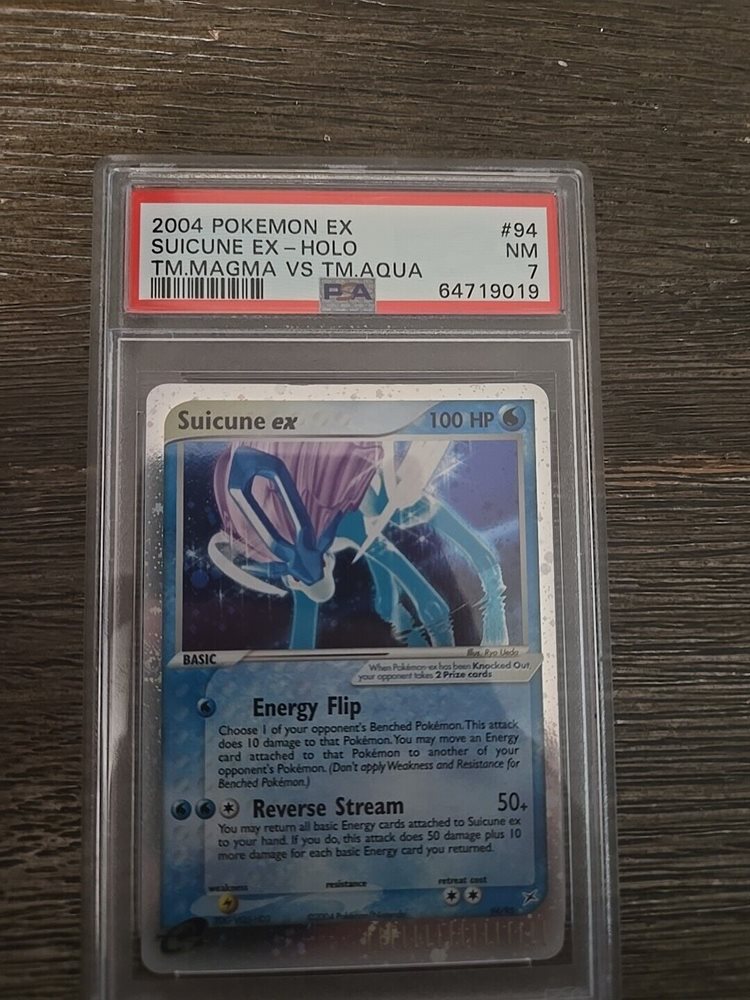 2004 POKEMON EX #94
SUICUNE EX - HOLO NM
TM.MAGMA VS TM.AQUA 7
PSA 64719019
Suicune ex 100 HP
BASIC Illus. Ryo Ueda
When Pokémon-ex has been Knocked Out,
your opponent takes 2 Prize cards
Energy Flip
Choose 1 of your opponent's Benched Pokémon. This attack
does 10 damage to that Pokémon. You may move an Energy
card attached to that Pokémon to another of your
opponent's Pokémon. (Don't apply Weakness and Resistance for
Benched Pokémon.)
Reverse Stream 50+
You may return all basic Energy cards attached to Suicune ex
to your hand. If you do, this attack does 50 damage plus 10
more damage for each basic Energy card you returned.
weakness resistance retreat cost
©2004 Pokémon/Nintendo 94/95